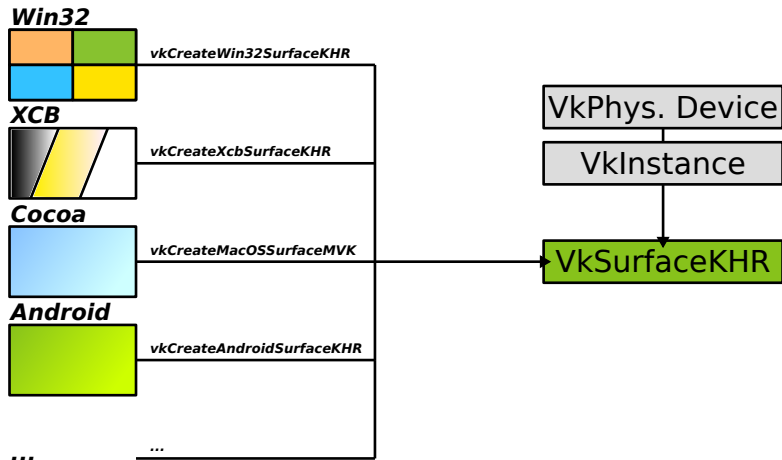 Win32
vkCreateWin32SurfaceKHR
XCB
vkCreateXcbSurfaceKHR
Cocoa
vkCreateMacOSSurfaceMVK
Android
vkCreateAndroidSurfaceKHR
...
...
VkPhys. Device
VkInstance
VkSurfaceKHR